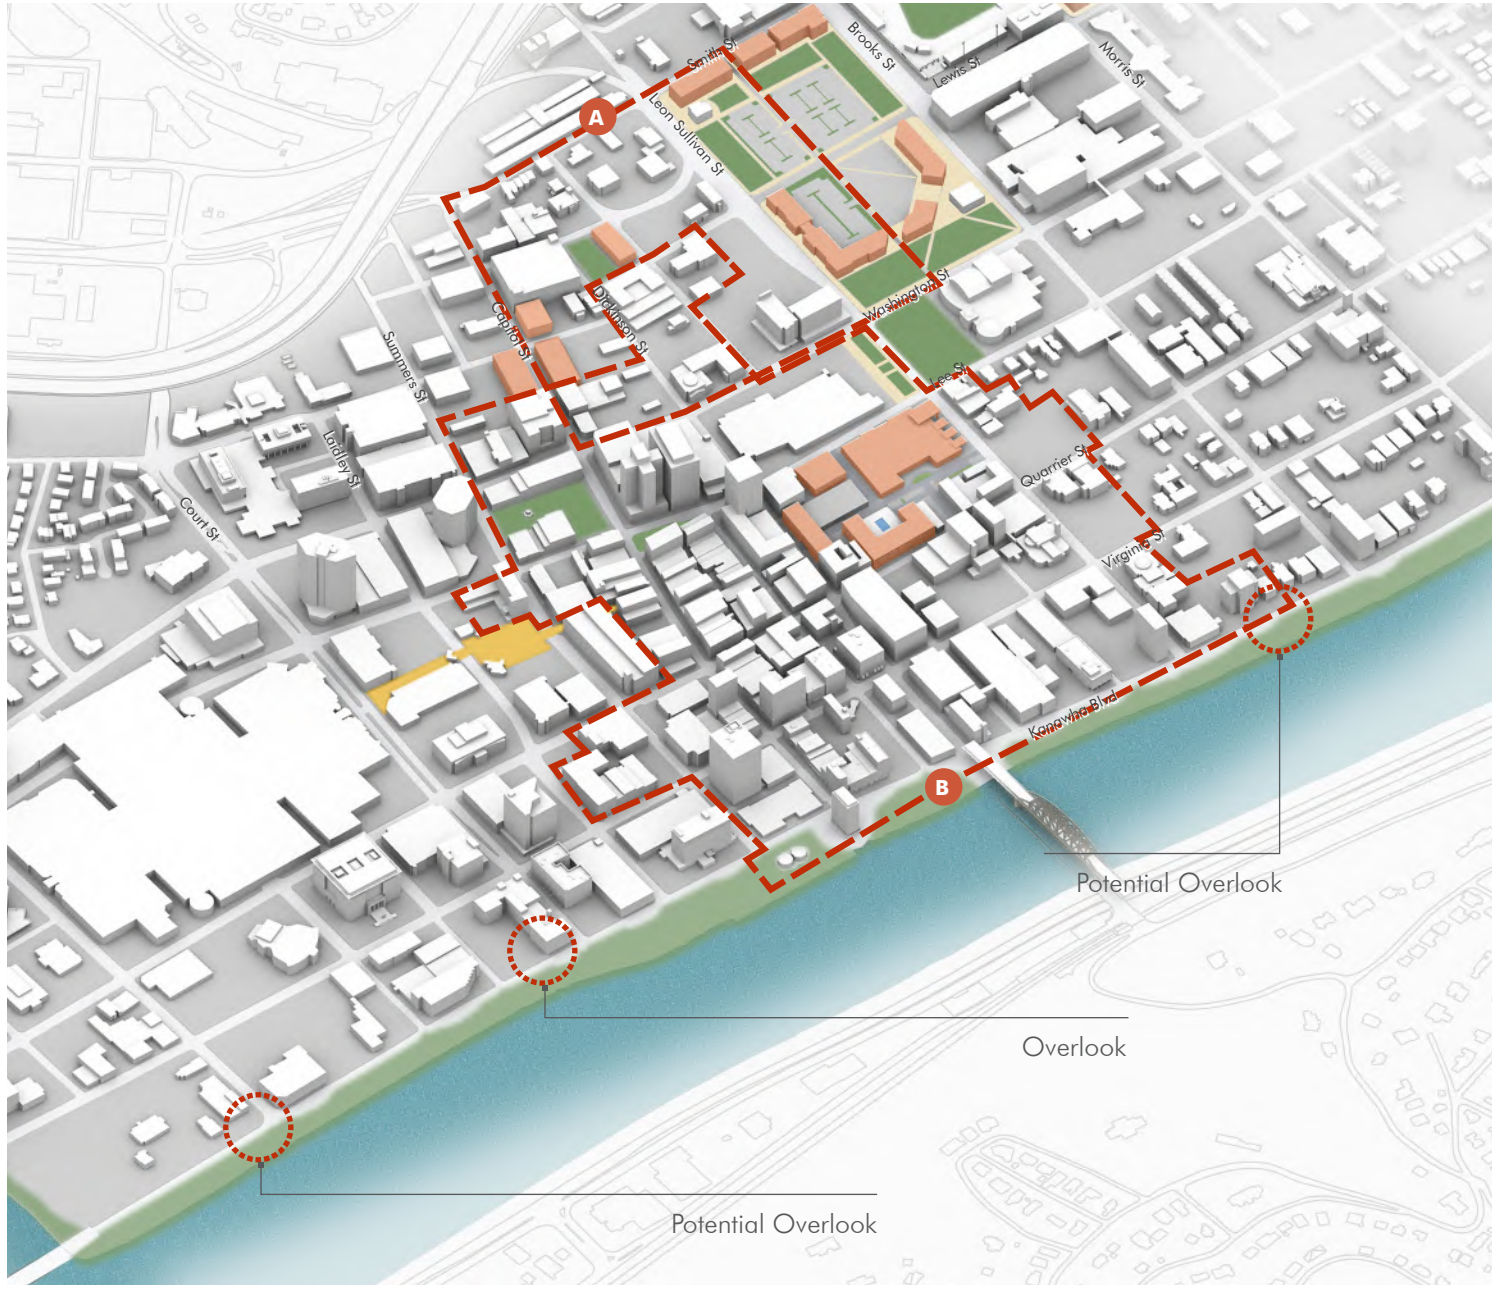 Smith St
Brooks St
Lewis St
Morris St
A
Leon Sullivan St
Washington St
Capitol St
Dickinson St
Summers St
Lee St
Laidley St
Quarrier St
Court St
Virginia St
Kanawha Blvd
B
Potential Overlook
Overlook
Potential Overlook